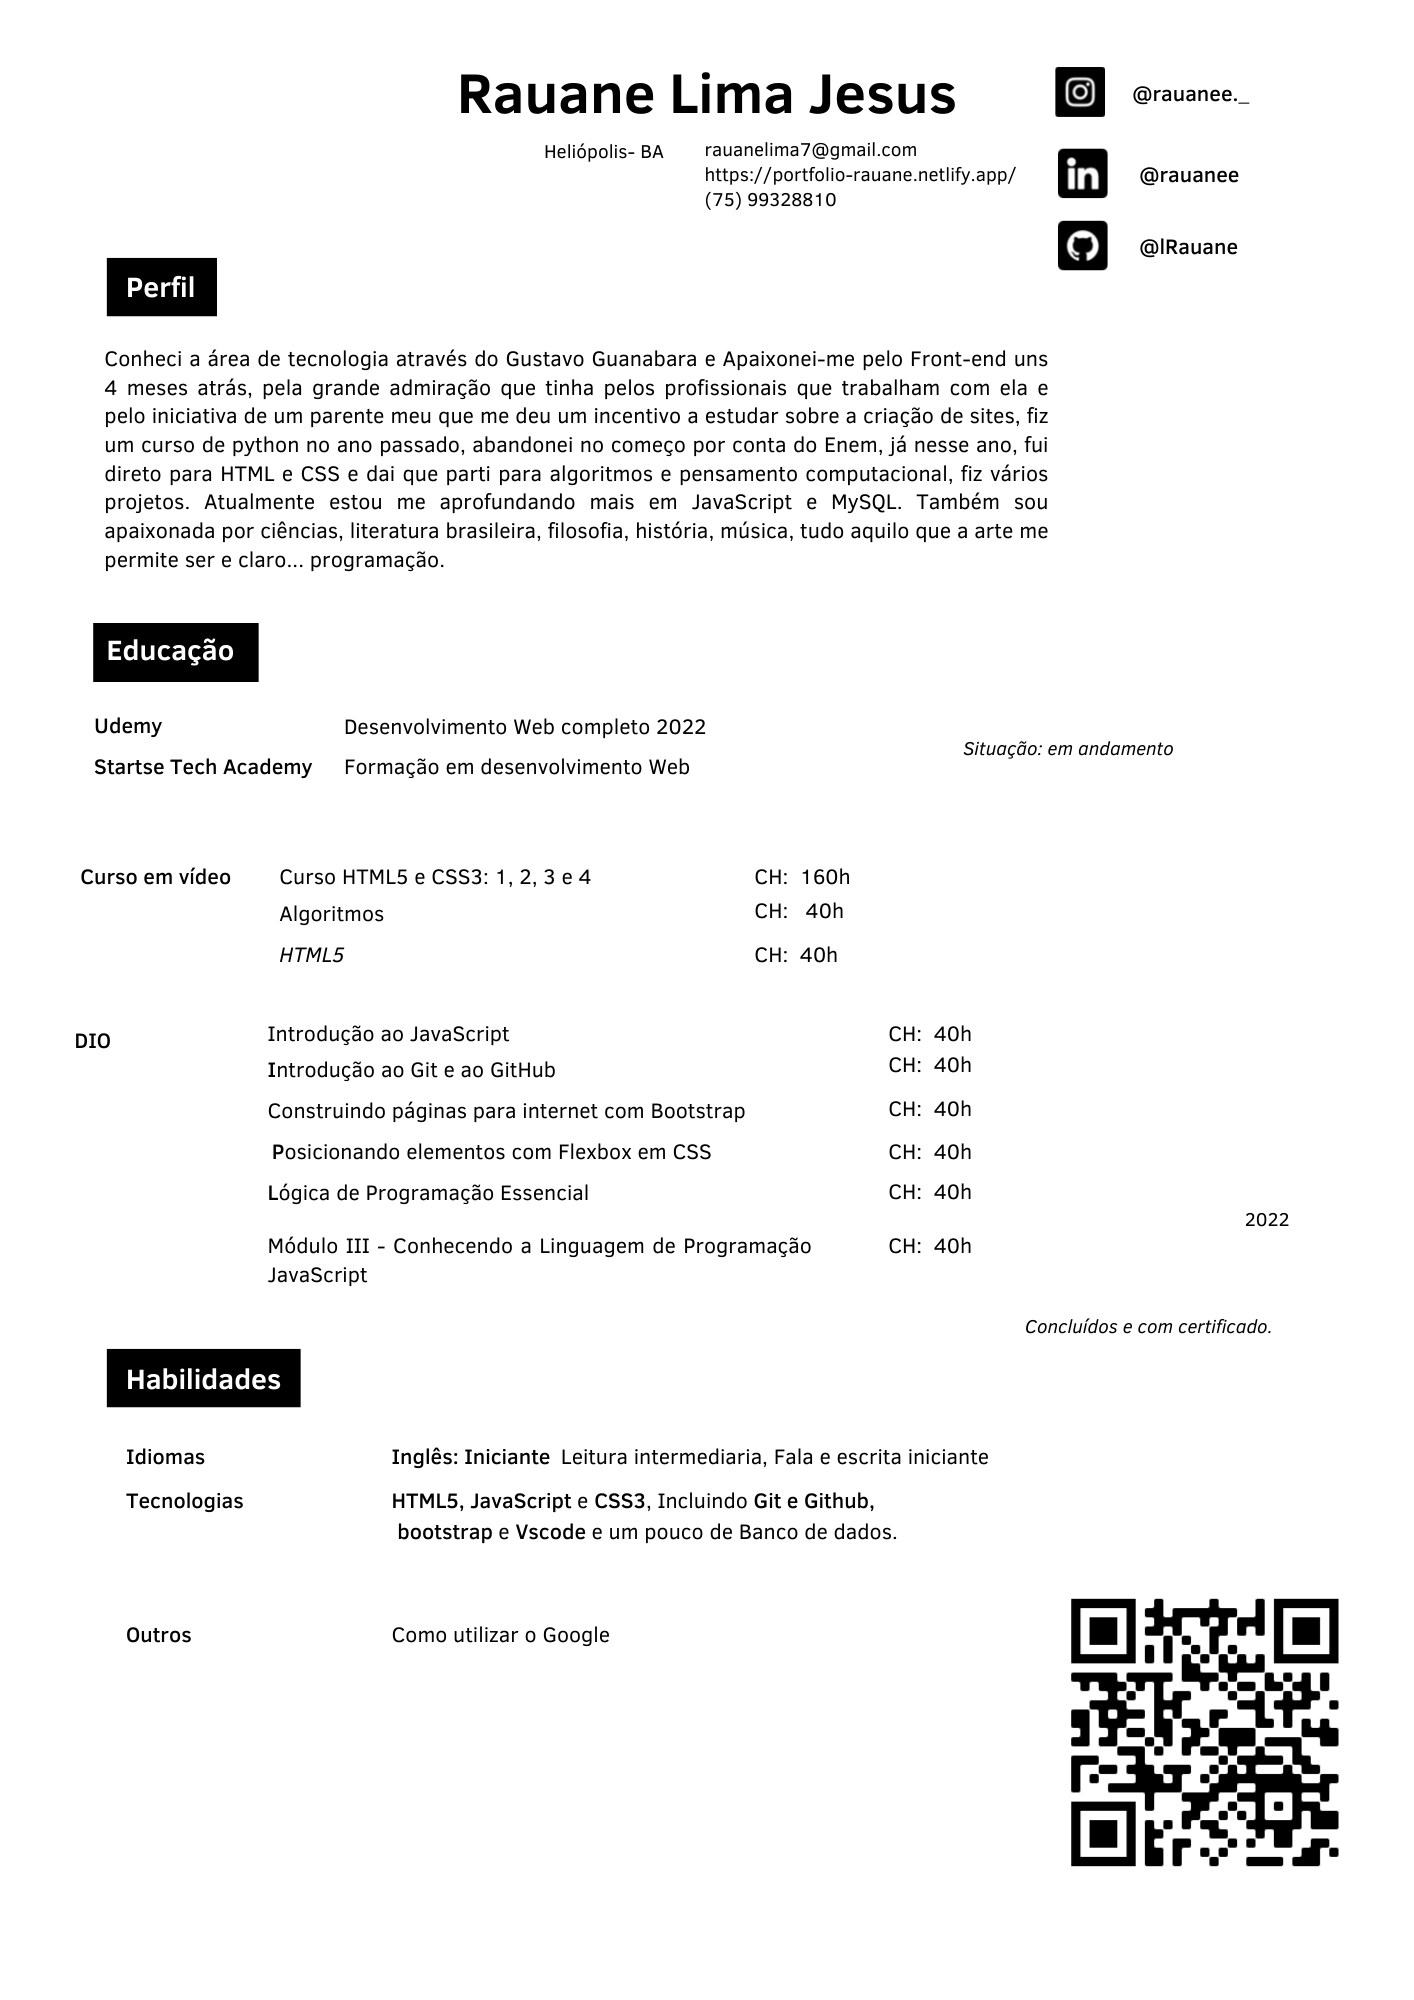 Rauane Lima Jesus
@rauanee._
Heliópolis- BA
rauanelima7@gmail.com
https://portfolio-rauane.netlify.app/
(75) 99328810
in
@rauanee
@lRauane
Perfil
Conheci a área de tecnologia através do Gustavo Guanabara e Apaixonei-me pelo Front-end uns
4 meses atrás, pela grande admiração que tinha pelos profissionais que trabalham com ela e
pelo iniciativa de um parente meu que me deu um incentivo a estudar sobre a criação de sites, fiz
um curso de python no ano passado, abandonei no começo por conta do Enem, já nesse ano, fui
direto para HTML e CSS e dai que parti para algoritmos e pensamento computacional, fiz vários
projetos. Atualmente estou me aprofundando mais em JavaScript e MySQL. Também sou
apaixonada por ciências, literatura brasileira, filosofia, história, música, tudo aquilo que a arte me
permite ser e claro... programação.
Educação
Udemy Desenvolvimento Web completo 2022
Situação: em andamento
Startse Tech Academy Formação em desenvolvimento Web
Curso em vídeo Curso HTML5 e CSS3: 1, 2, 3 e 4 CH: 160h
Algoritmos CH: 40h
HTML5 CH: 40h
DIO Introdução ao JavaScript CH: 40h
Introdução ao Git e ao GitHub CH: 40h
Construindo páginas para internet com Bootstrap CH: 40h
Posicionando elementos com Flexbox em CSS CH: 40h
Lógica de Programação Essencial CH: 40h
2022
Módulo III - Conhecendo a Linguagem de Programação CH: 40h
JavaScript
Concluídos e com certificado.
Habilidades
Idiomas Inglês: Iniciante Leitura intermediaria, Fala e escrita iniciante
Tecnologias HTML5, JavaScript e CSS3, Incluindo Git e Github,
bootstrap e Vscode e um pouco de Banco de dados.
Outros Como utilizar o Google